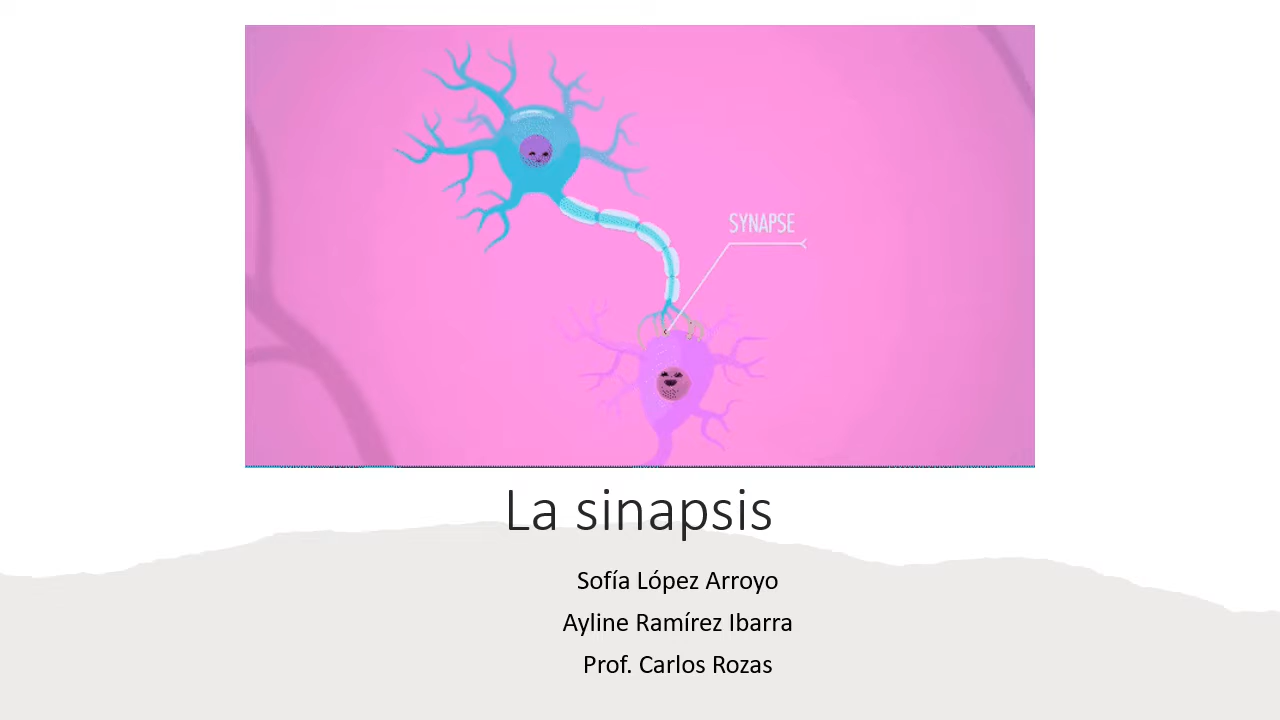 SYNAPSE
La sinapsis
Sofía López Arroyo
Ayline Ramírez Ibarra
Prof. Carlos Rozas